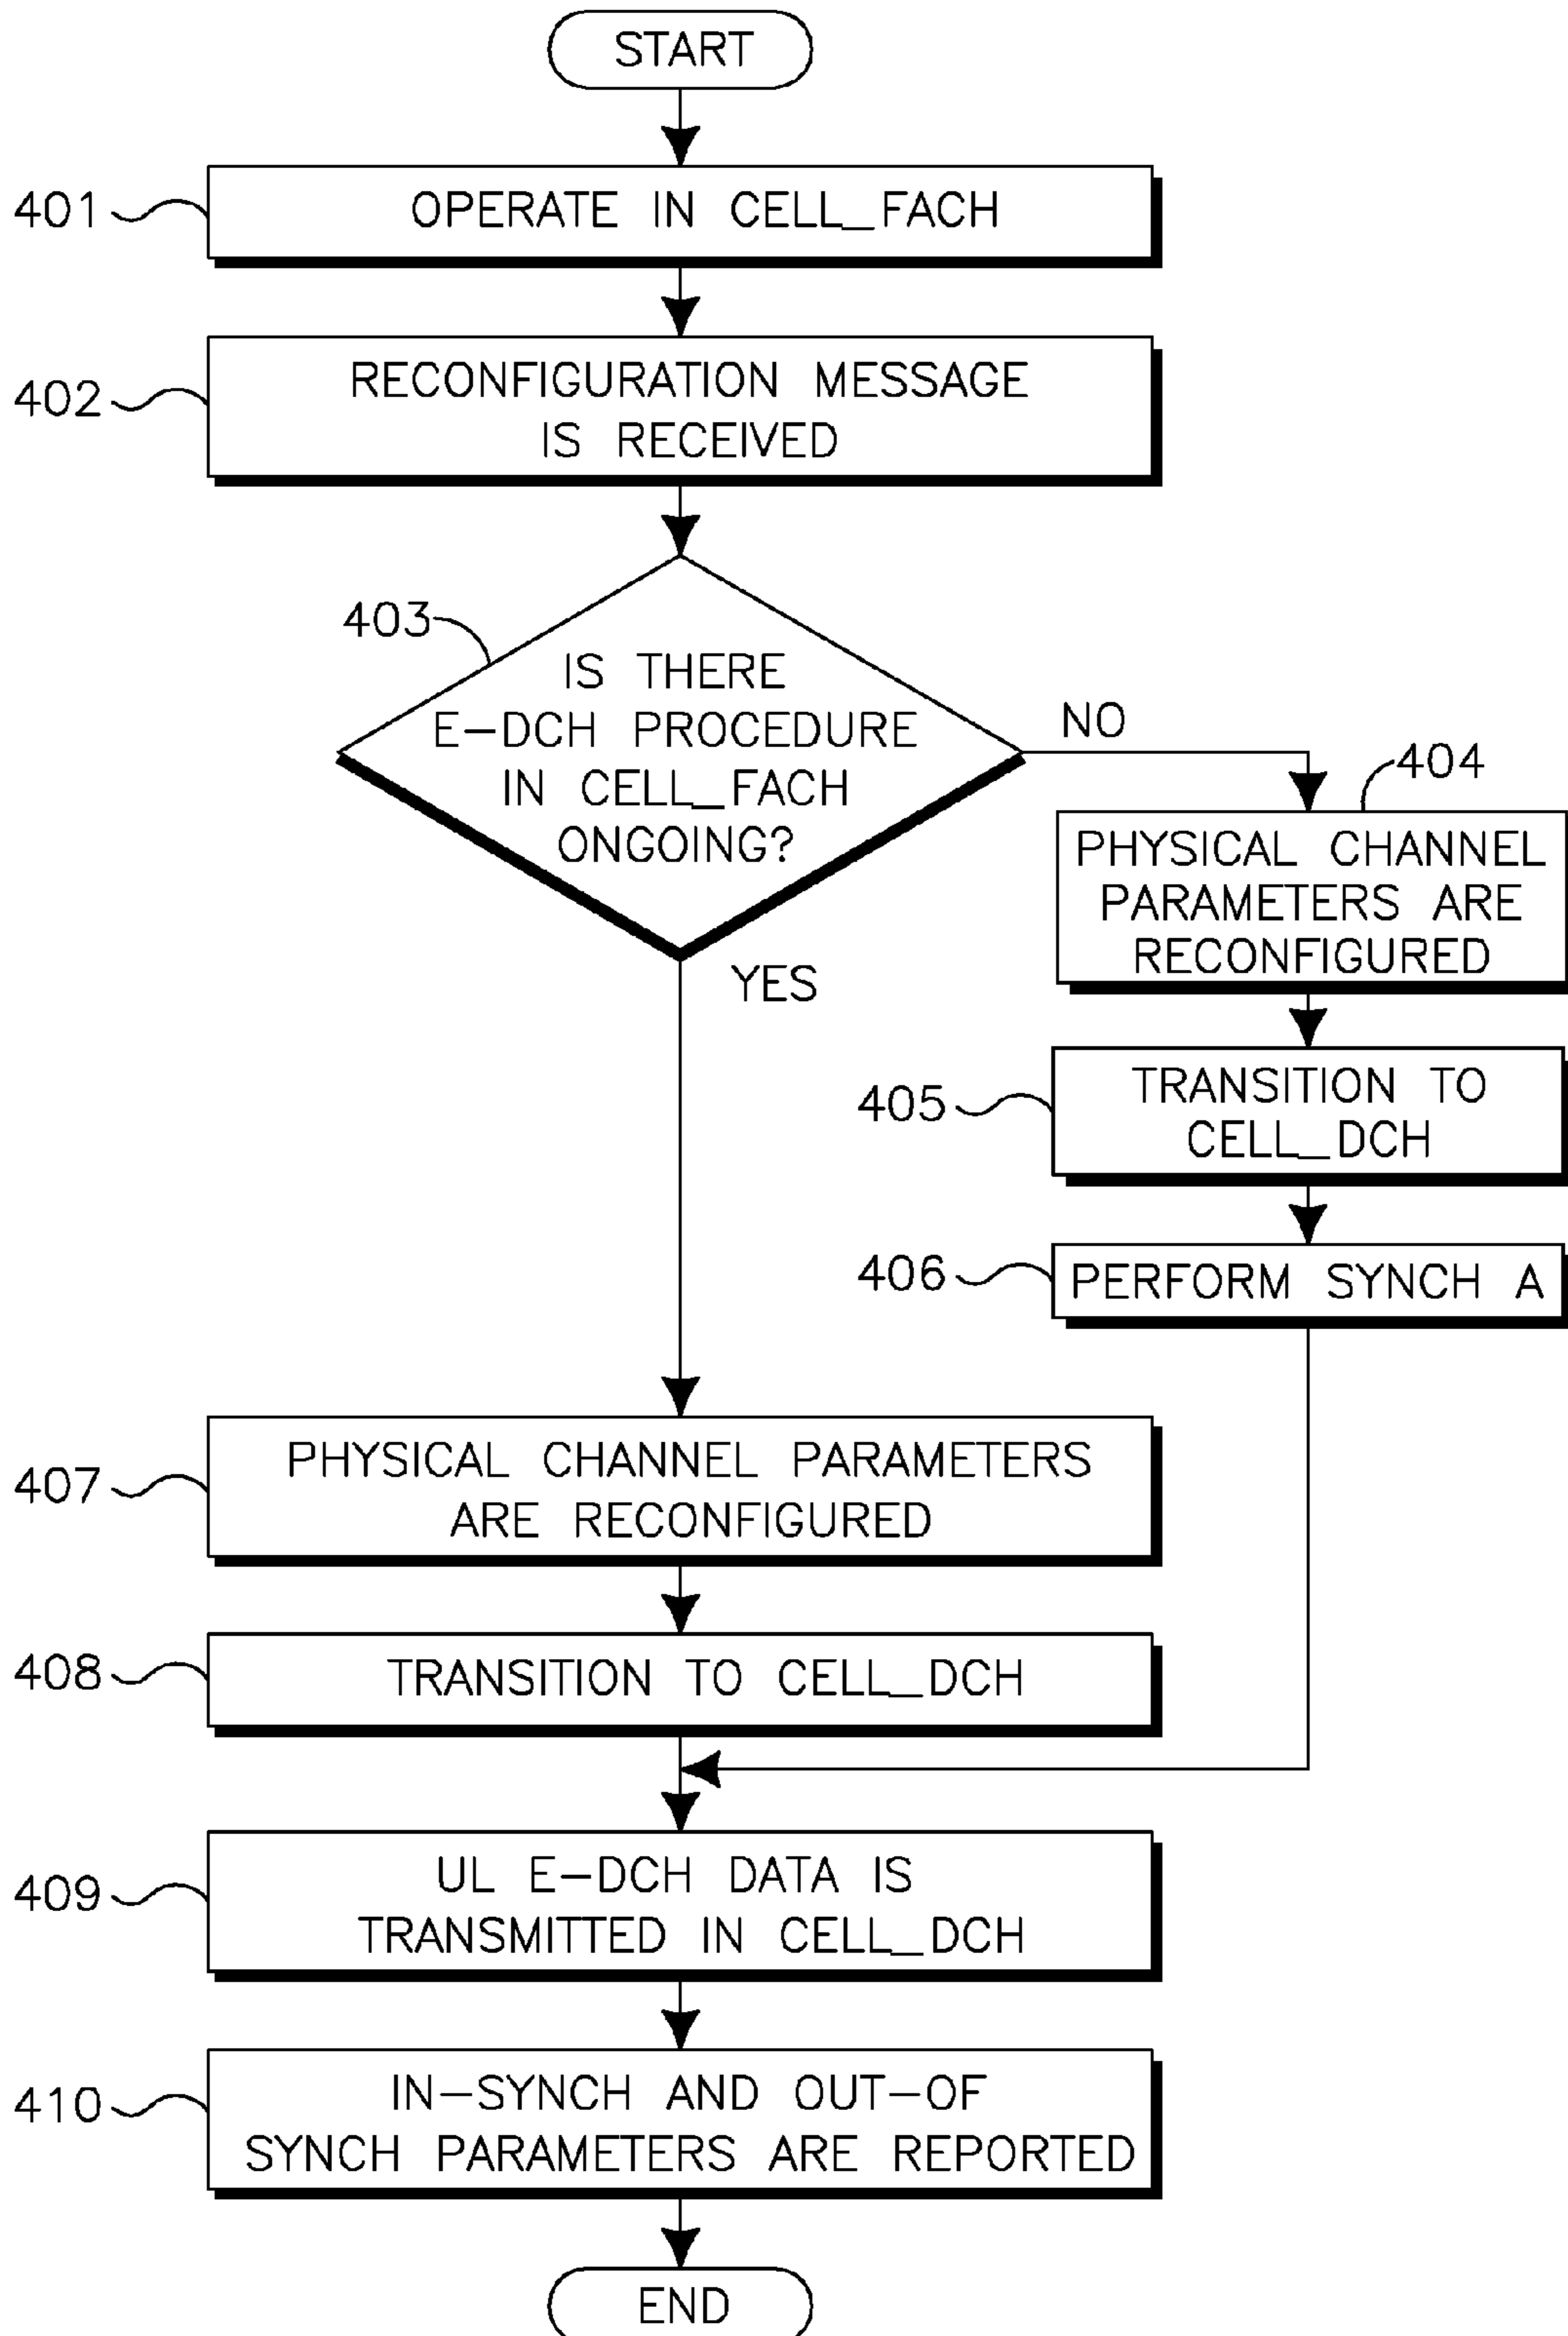 START
401
OPERATE IN CELL_FACH
402
RECONFIGURATION MESSAGE
IS RECEIVED
403
IS THERE
E-DCH PROCEDURE
IN CELL_FACH
ONGOING?
NO
YES
404
PHYSICAL CHANNEL
PARAMETERS ARE
RECONFIGURED
405
TRANSITION TO
CELL_DCH
406
PERFORM SYNCH A
407
PHYSICAL CHANNEL PARAMETERS
ARE RECONFIGURED
408
TRANSITION TO CELL_DCH
409
UL E-DCH DATA IS
TRANSMITTED IN CELL_DCH
410
IN-SYNCH AND OUT-OF
SYNCH PARAMETERS ARE REPORTED
END